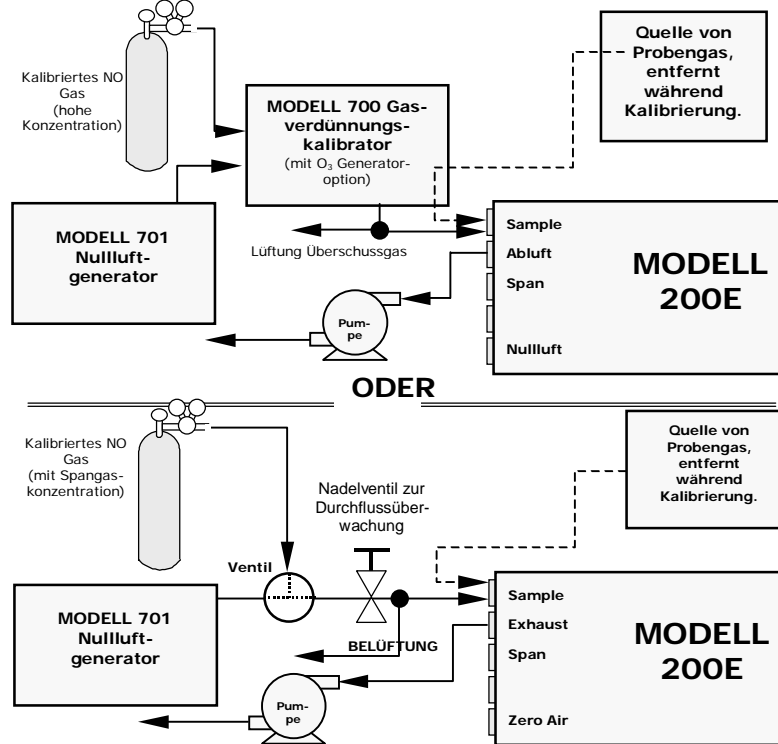 Kalibriertes NO
Gas
(hohe
Konzentration)
MODELL 700 Gas-
verdünnungs-
kalibrator
(mit O₃ Generator-
option)
Quelle von
Probengas,
entfernt
während
Kalibrierung.
MODELL 701
Nullluft-
generator
Lüftung Überschussgas
Sample
Abluft
Span
Nullluft
MODELL
200E
Pum-
pe
ODER
Kalibriertes NO
Gas
(mit Spangas-
konzentration)
Nadelventil zur
Durchflussüber-
wachung
Quelle von
Probengas,
entfernt
während
Kalibrierung.
Ventil
MODELL 701
Nullluft-
generator
BELÜFTUNG
Sample
Exhaust
Span
Zero Air
MODELL
200E
Pum-
pe